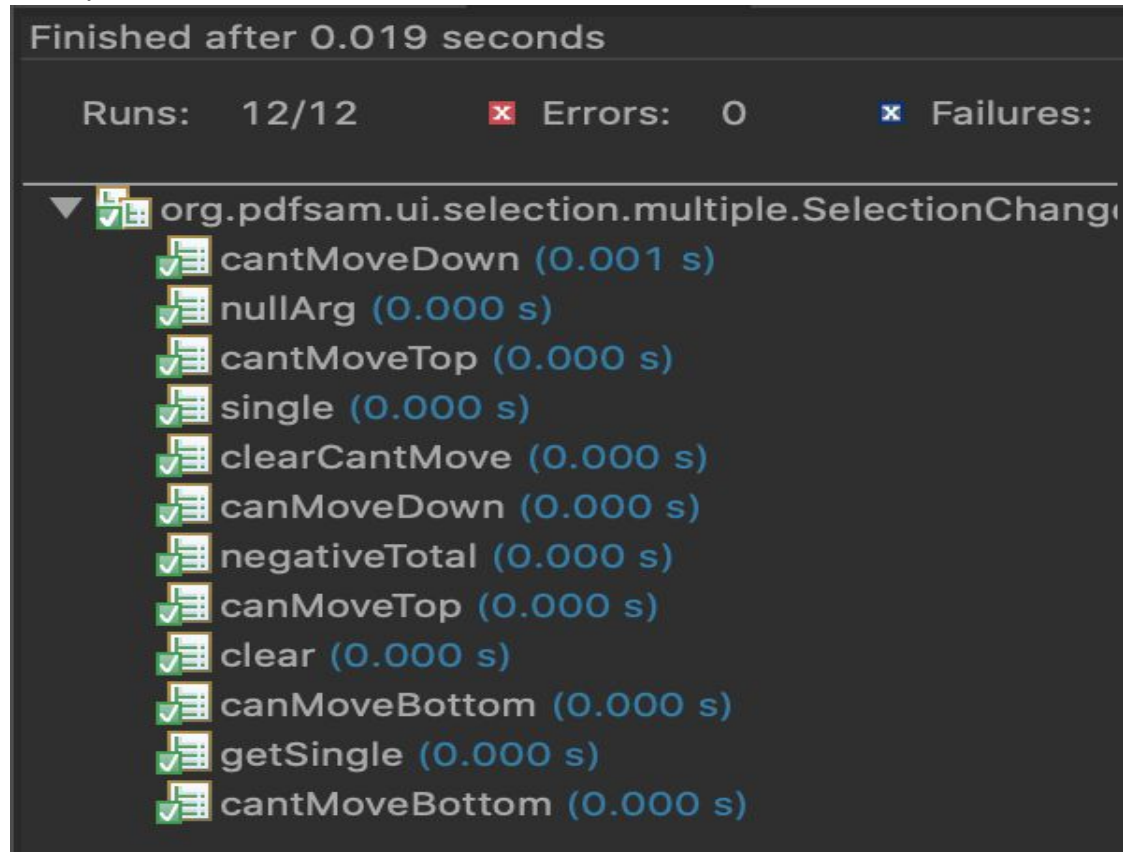 Finished after 0.019 seconds
Runs: 12/12 Errors: 0 Failures:
org.pdfsam.ui.selection.multiple.SelectionChang
cantMoveDown (0.001 s)
nullArg (0.000 s)
cantMoveTop (0.000 s)
single (0.000 s)
clearCantMove (0.000 s)
canMoveDown (0.000 s)
negativeTotal (0.000 s)
canMoveTop (0.000 s)
clear (0.000 s)
canMoveBottom (0.000 s)
getSingle (0.000 s)
cantMoveBottom (0.000 s)